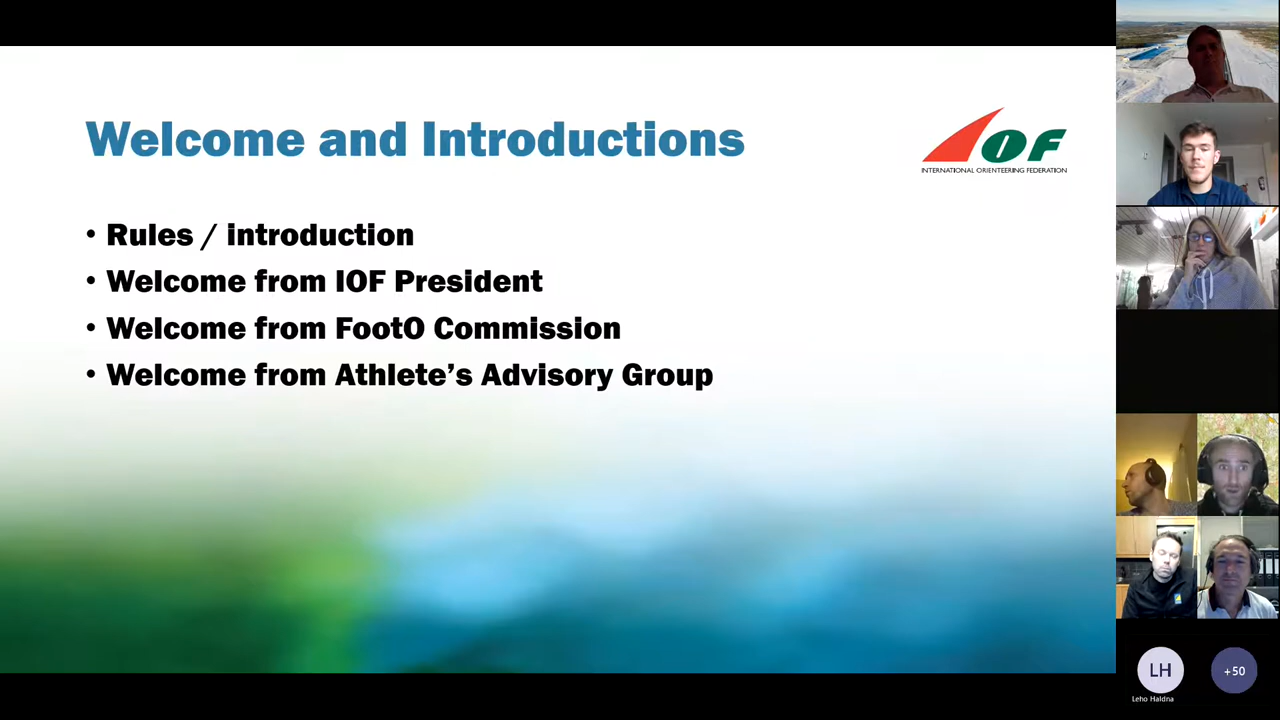 Welcome and Introductions
IOF
INTERNATIONAL ORIENTEERING FEDERATION
• Rules / introduction
• Welcome from IOF President
• Welcome from FootO Commission
• Welcome from Athlete’s Advisory Group
LH
+50
Leho Haldna